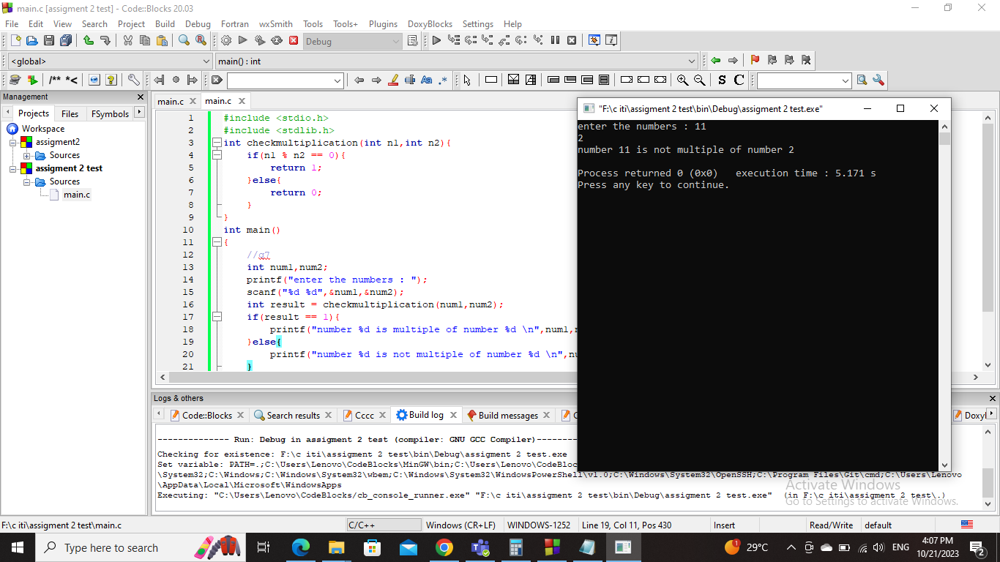 main.c [assigment 2 test] - Code::Blocks 20.03
File Edit View Search Project Build Debug Fortran wxSmith Tools Tools+ Plugins DoxyBlocks Settings Help
Debug
<global>
main() : int
/** *<
Aa .*
S C
Management
Projects Files FSymbols
Workspace
assigment2
Sources
assigment 2 test
Sources
main.c
main.c main.c
1 #include <stdio.h>
2 #include <stdlib.h>
3 int checkmultiplication(int n1,int n2){
4 if(n1 % n2 == 0){
5 return 1;
6 }else{
7 return 0;
8 }
9 }
10 int main()
11 {
12 //q7
13 int num1,num2;
14 printf("enter the numbers : ");
15 scanf("%d %d",&num1,&num2);
16 int result = checkmultiplication(num1,num2);
17 if(result == 1){
18 printf("number %d is multiple of number %d \n",num1,
19 }else{
20 printf("number %d is not multiple of number %d \n",
21 }
"F:\c iti\assigment 2 test\bin\Debug\assigment 2 test.exe"
enter the numbers : 11
2
number 11 is not multiple of number 2
Process returned 0 (0x0) execution time : 5.171 s
Press any key to continue.
Logs & others
Code::Blocks Search results Cccc Build log Build messages
-------------- Run: Debug in assigment 2 test (compiler: GNU GCC Compiler)-------
Checking for existence: F:\c iti\assigment 2 test\bin\Debug\assigment 2 test.exe
Set variable: PATH=.;C:\Users\Lenovo\CodeBlocks\MinGW\bin;C:\Users\Lenovo\CodeBloc
\System32;C:\Windows;C:\Windows\System32\wbem;C:\Windows\System32\WindowsPowerShell\v1.0;C:\Windows\System32\OpenSSH;C:\Program Files\Git\cmd;C:\Users\Lenovo
\AppData\Local\Microsoft\WindowsApps
Executing: "C:\Users\Lenovo\CodeBlocks/cb_console_runner.exe" "F:\c iti\assigment 2 test\bin\Debug\assigment 2 test.exe" (in F:\c iti\assigment 2 test\.)
Activate Windows
Go to Settings to activate Windows.
F:\c iti\assigment 2 test\main.c C/C++ Windows (CR+LF) WINDOWS-1252 Line 19, Col 11, Pos 430 Insert Read/Write default
Type here to search
29°C ENG
4:07 PM
10/21/2023
2